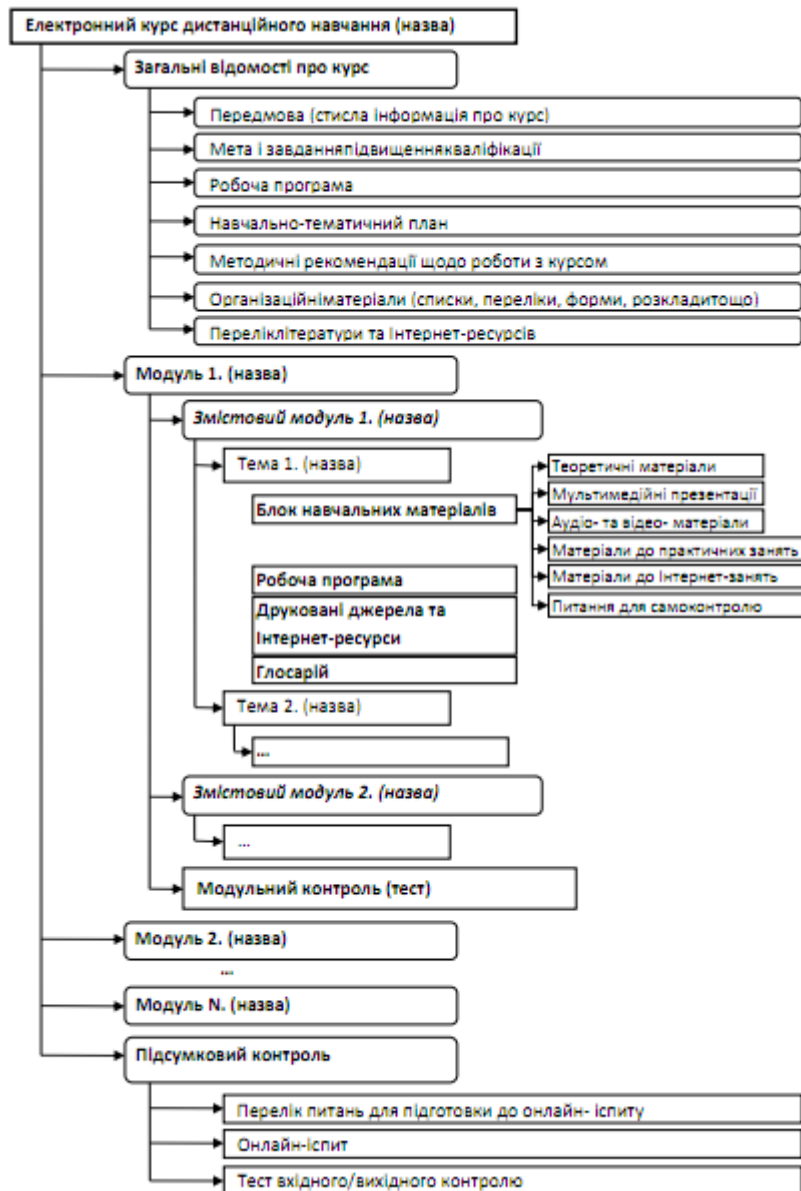 Електронний курс дистанційного навчання (назва)
Загальні відомості про курс
Передмова (стисла інформація про курс)
Мета і завданняпідвищеннякваліфікації
Робоча програма
Навчально-тематичний план
Методичні рекомендації щодо роботи з курсом
Організаційніматеріали (списки, переліки, форми, розкладитощо)
Перелiклітератури та Інтернет-ресурсів
Модуль 1. (назва)
Змістовий модуль 1. (назва)
Тема 1. (назва)
Блок навчальних матеріалів
Теоретичні матеріали
Мультимедійні презентації
Аудіо- та відео- матеріали
Матеріали до практичних занять
Матеріали до Інтернет-занять
Питання для самоконтролю
Робоча програма
Друковані джерела та
Інтернет-ресурси
Глосарій
Тема 2. (назва)
...
Змістовий модуль 2. (назва)
...
Модульний контроль (тест)
Модуль 2. (назва)
...
Модуль N. (назва)
Підсумковий контроль
Перелік питань для підготовки до онлайн- іспиту
Онлайн-іспит
Тест вхідного/вихідного контролю